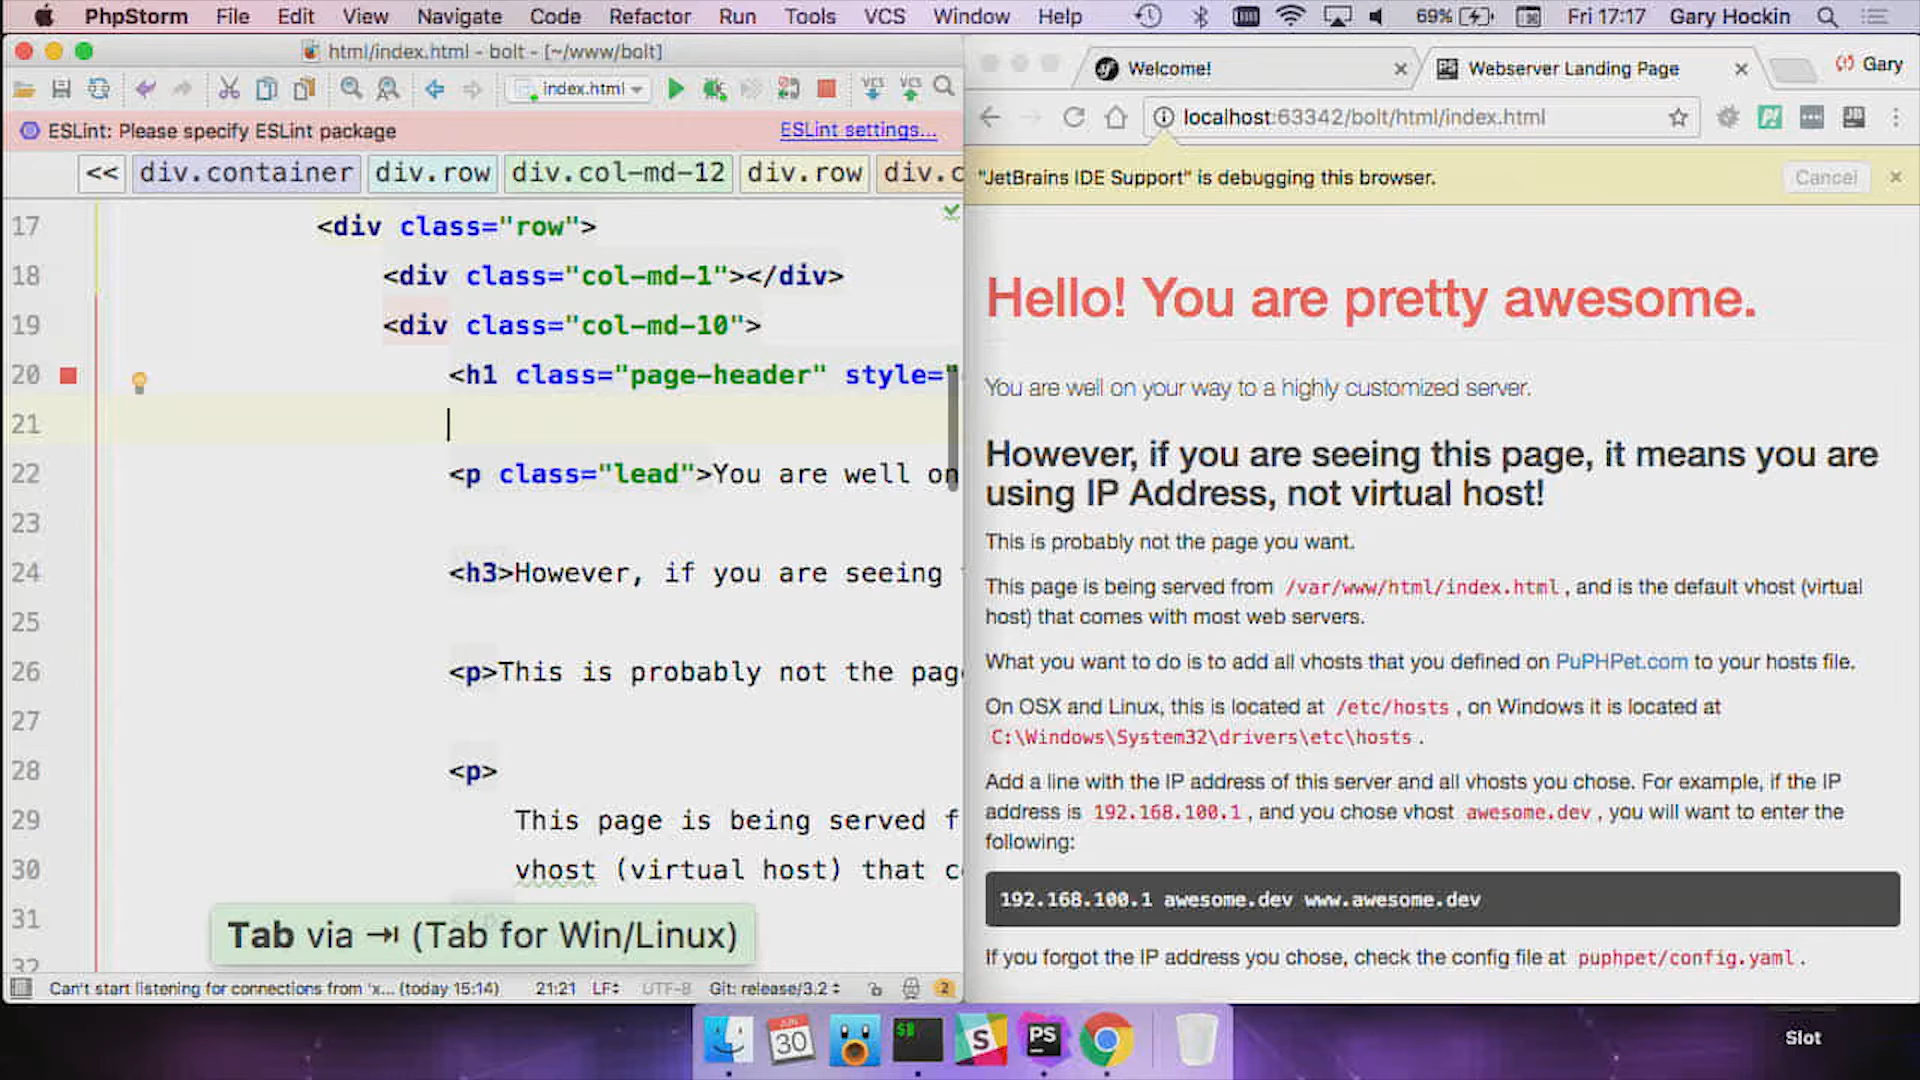 PhpStorm File Edit View Navigate Code Refactor Run Tools VCS Window Help 69% Fri 17:17 Gary Hockin
html/index.html - bolt - [~/www/bolt]
index.html
VCS VCS
ESLint: Please specify ESLint package ESLint settings...
<< div.container div.row div.col-md-12 div.row div.c
17 <div class="row">
18 <div class="col-md-1"></div>
19 <div class="col-md-10">
20 <h1 class="page-header" style="
21
22 <p class="lead">You are well on
23
24 <h3>However, if you are seeing
25
26 <p>This is probably not the pag
27
28 <p>
29 This page is being served f
30 vhost (virtual host) that c
31
32
Tab via ⇥ (Tab for Win/Linux)
Can't start listening for connections from 'x... (today 15:14) 21:21 LF UTF-8 Git: release/3.2 2
Welcome! Webserver Landing Page Gary
localhost:63342/bolt/html/index.html
"JetBrains IDE Support" is debugging this browser. Cancel
Hello! You are pretty awesome.
You are well on your way to a highly customized server.
However, if you are seeing this page, it means you are
using IP Address, not virtual host!
This is probably not the page you want.
This page is being served from /var/www/html/index.html, and is the default vhost (virtual
host) that comes with most web servers.
What you want to do is to add all vhosts that you defined on PuPHPet.com to your hosts file.
On OSX and Linux, this is located at /etc/hosts , on Windows it is located at
C:\Windows\System32\drivers\etc\hosts .
Add a line with the IP address of this server and all vhosts you chose. For example, if the IP
address is 192.168.100.1 , and you chose vhost awesome.dev , you will want to enter the
following:
192.168.100.1 awesome.dev www.awesome.dev
If you forgot the IP address you chose, check the config file at puphpet/config.yaml .
JUN
30
$
S
PS
Slot